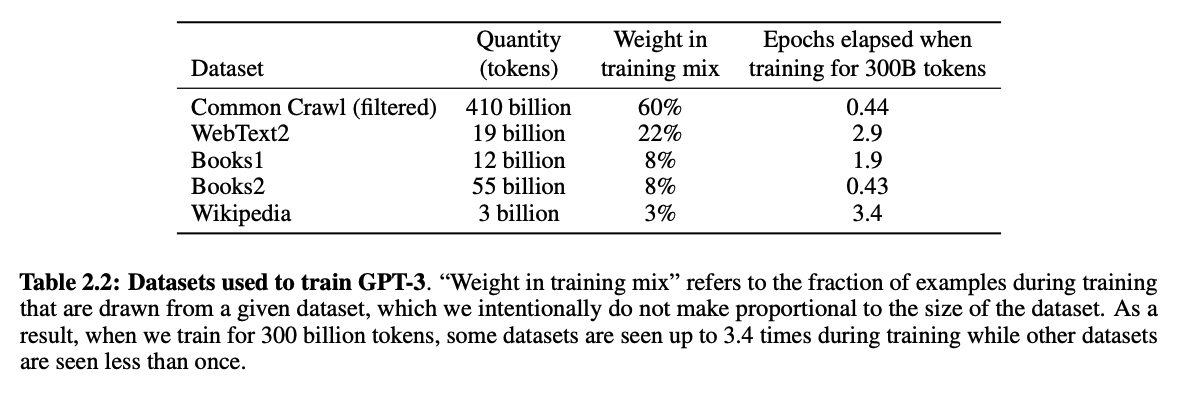 Quantity Weight in Epochs elapsed when
Dataset (tokens) training mix training for 300B tokens
Common Crawl (filtered) 410 billion 60% 0.44
WebText2 19 billion 22% 2.9
Books1 12 billion 8% 1.9
Books2 55 billion 8% 0.43
Wikipedia 3 billion 3% 3.4
Table 2.2: Datasets used to train GPT-3. “Weight in training mix” refers to the fraction of examples during training
that are drawn from a given dataset, which we intentionally do not make proportional to the size of the dataset. As a
result, when we train for 300 billion tokens, some datasets are seen up to 3.4 times during training while other datasets
are seen less than once.